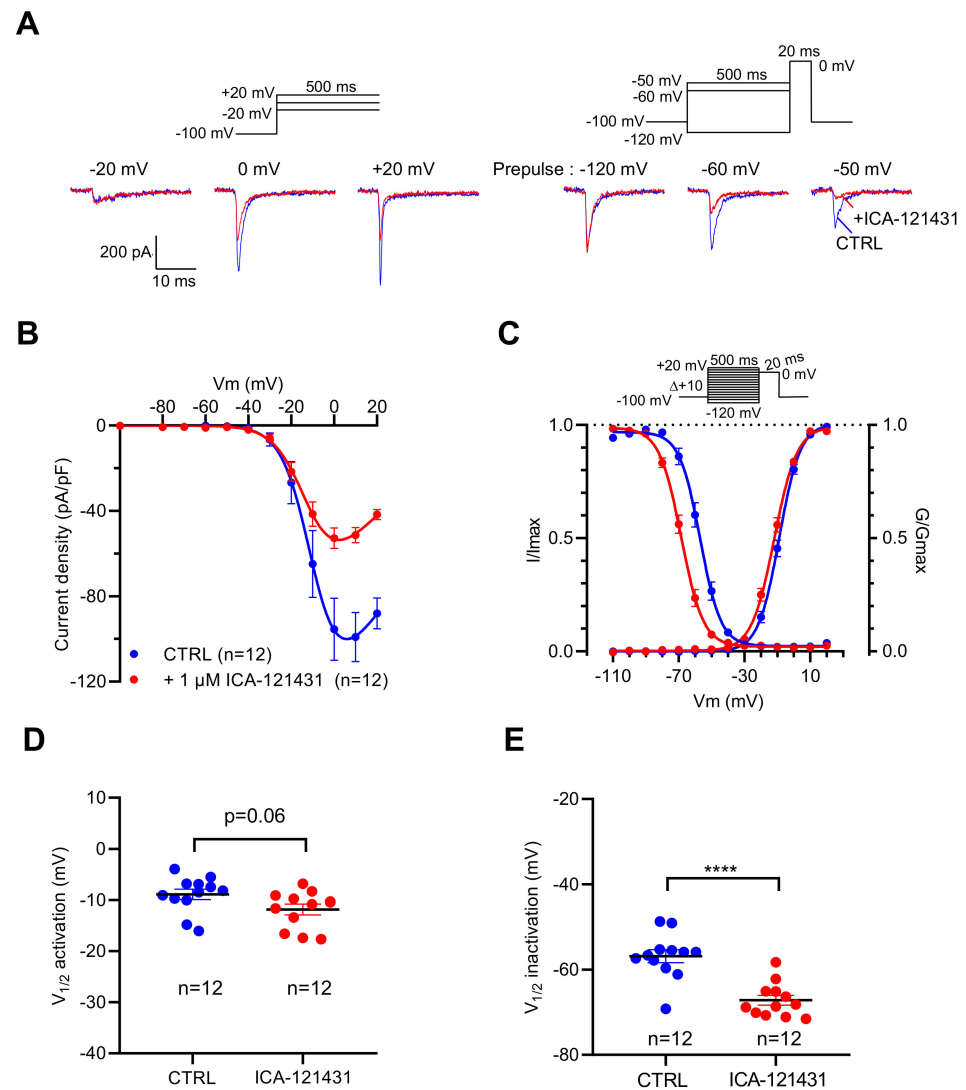 A
+20 mV
500 ms
-20 mV
-100 mV
20 ms
0 mV
-50 mV
500 ms
-60 mV
-100 mV
-120 mV
-20 mV
0 mV
+20 mV
Prepulse : -120 mV
-60 mV
-50 mV
+ICA-121431
CTRL
200 pA
10 ms
B
Vm (mV)
-80 -60 -40 -20 0 20
0
-40
-80
-120
Current density (pA/pF)
CTRL (n=12)
+ 1 µM ICA-121431 (n=12)
C
+20 mV
500 ms
20 ms
0 mV
Δ+10
-100 mV
-120 mV
1.0
0.5
0.0
I/Imax
1.0
0.5
0.0
G/Gmax
-110 -70 -30 10
Vm (mV)
D
10
0
-10
-20
-30
-40
V1/2 activation (mV)
p=0.06
n=12 n=12
CTRL ICA-121431
E
-20
-40
-60
-80
V1/2 inactivation (mV)
****
n=12 n=12
CTRL ICA-121431